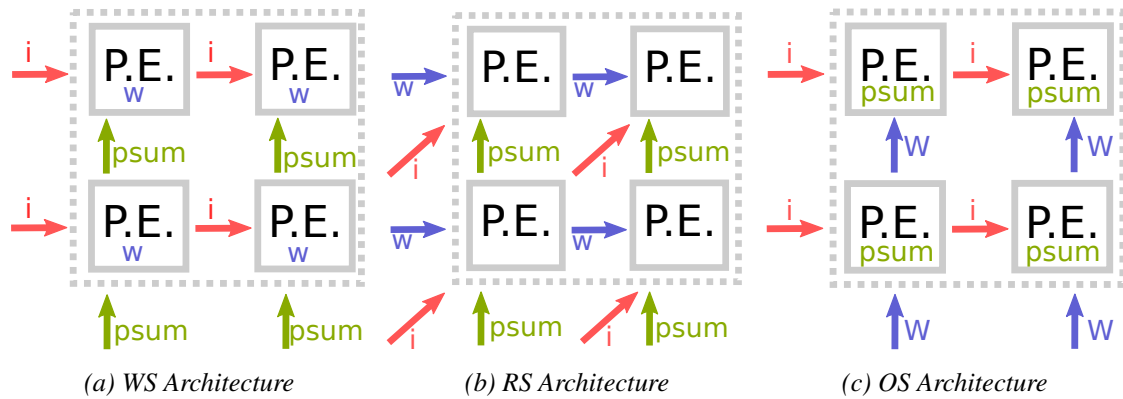 i
P.E.
w
i
P.E.
w
psum
psum
i
P.E.
w
i
P.E.
w
psum
psum
(a) WS Architecture
w
P.E.
w
P.E.
i
psum
i
psum
w
P.E.
w
P.E.
i
psum
i
psum
(b) RS Architecture
i
P.E.
psum
i
P.E.
psum
W
W
i
P.E.
psum
i
P.E.
psum
W
W
(c) OS Architecture